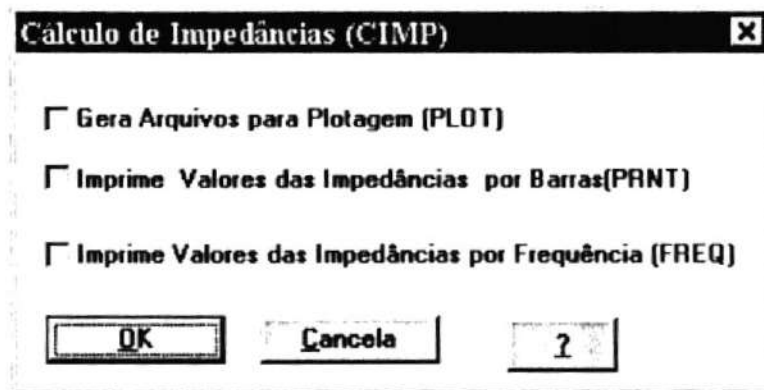 Cálculo de Impedâncias (CIMP)
Gera Arquivos para Plotagem (PLOT)
Imprime Valores das Impedâncias por Barras(PRNT)
Imprime Valores das Impedâncias por Frequência (FREQ)
OK Cancela ?